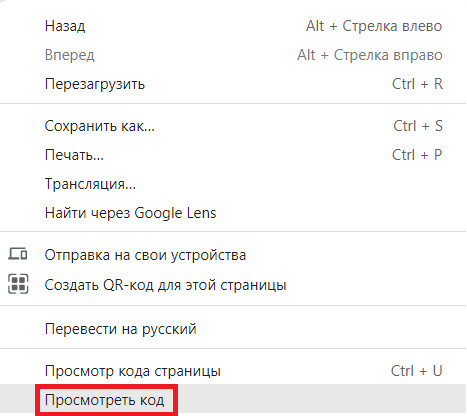 Назад Alt + Стрелка влево
Вперед Alt + Стрелка вправо
Перезагрузить Ctrl + R
Сохранить как... Ctrl + S
Печать... Ctrl + P
Трансляция...
Найти через Google Lens
Отправка на свои устройства
Создать QR-код для этой страницы
Перевести на русский
Просмотр кода страницы Ctrl + U
Просмотреть код